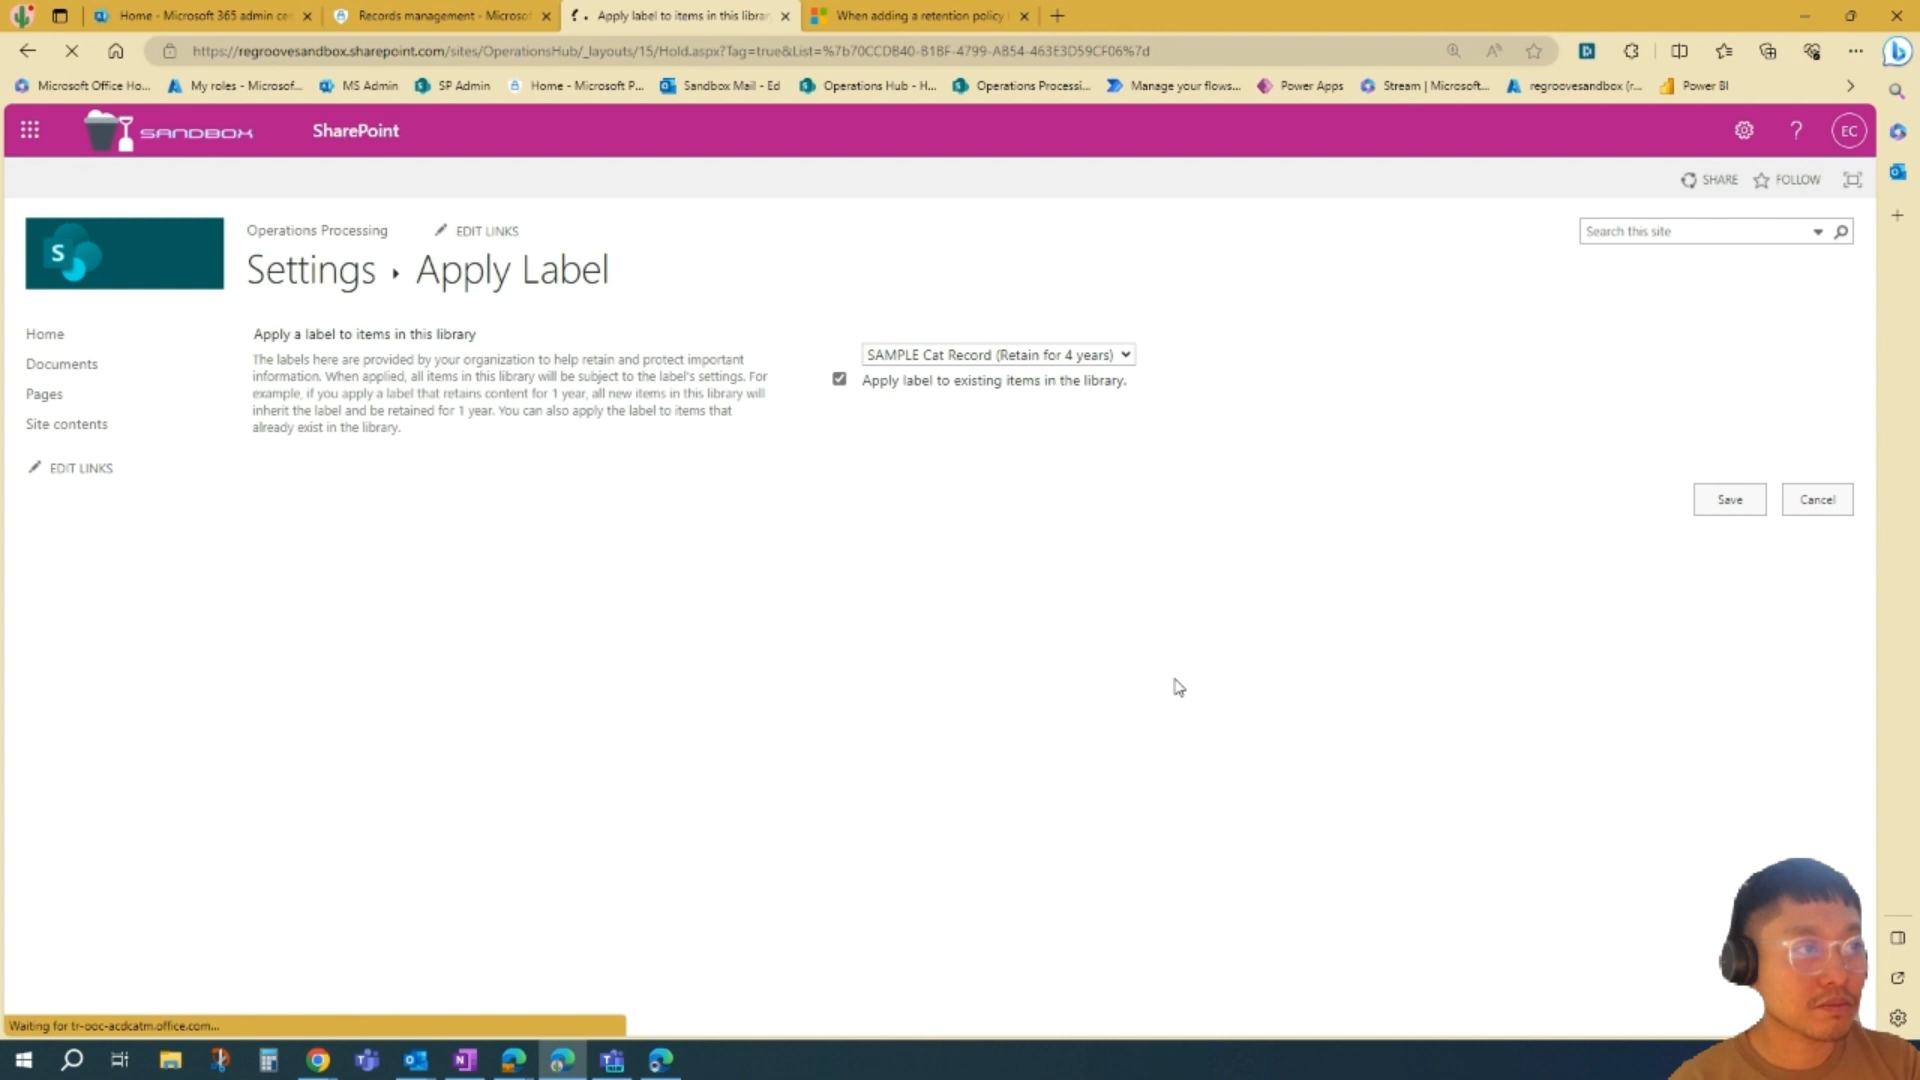 Home - Microsoft 365 admin ce
Records management - Microsof
Apply label to items in this librar
When adding a retention policy
https://regroovesandbox.sharepoint.com/sites/OperationsHub/_layouts/15/Hold.aspx?Tag=true&List=%7b70CCDB40-81BF-4799-AB54-463E3D59CF06%7d
Microsoft Office Ho...
My roles - Microsof...
MS Admin
SP Admin
Home - Microsoft P...
Sandbox Mail - Ed
Operations Hub - H...
Operations Processi...
Manage your flows...
Power Apps
Stream | Microsoft...
regroovesandbox (r...
Power BI
SANDBOX
SharePoint
EC
SHARE
FOLLOW
Operations Processing
EDIT LINKS
Search this site
S
Settings ▸ Apply Label
Home
Documents
Pages
Site contents
EDIT LINKS
Apply a label to items in this library
The labels here are provided by your organization to help retain and protect important
information. When applied, all items in this library will be subject to the label's settings. For
example, if you apply a label that retains content for 1 year, all new items in this library will
inherit the label and be retained for 1 year. You can also apply the label to items that
already exist in the library.
SAMPLE Cat Record (Retain for 4 years)
Apply label to existing items in the library.
Save
Cancel
Waiting for tr-ooc-acdcatm.office.com...